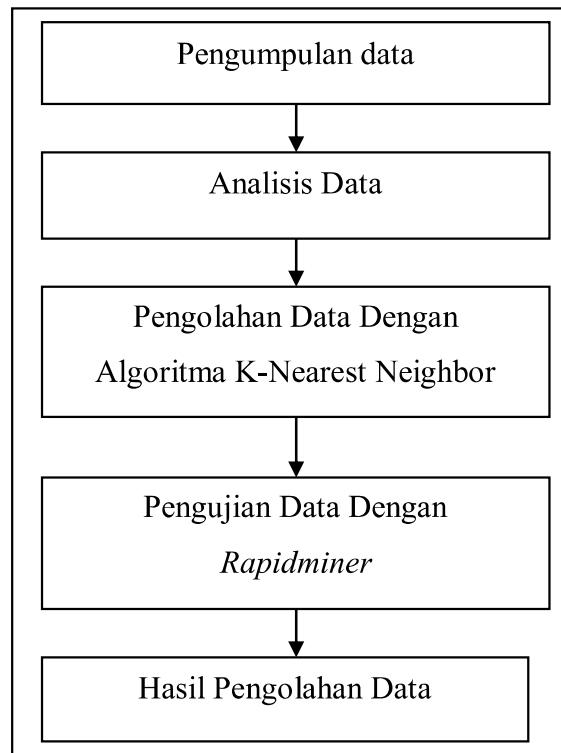 Pengumpulan data
Analisis Data
Pengolahan Data Dengan
Algoritma K-Nearest Neighbor
Pengujian Data Dengan
Rapidminer
Hasil Pengolahan Data